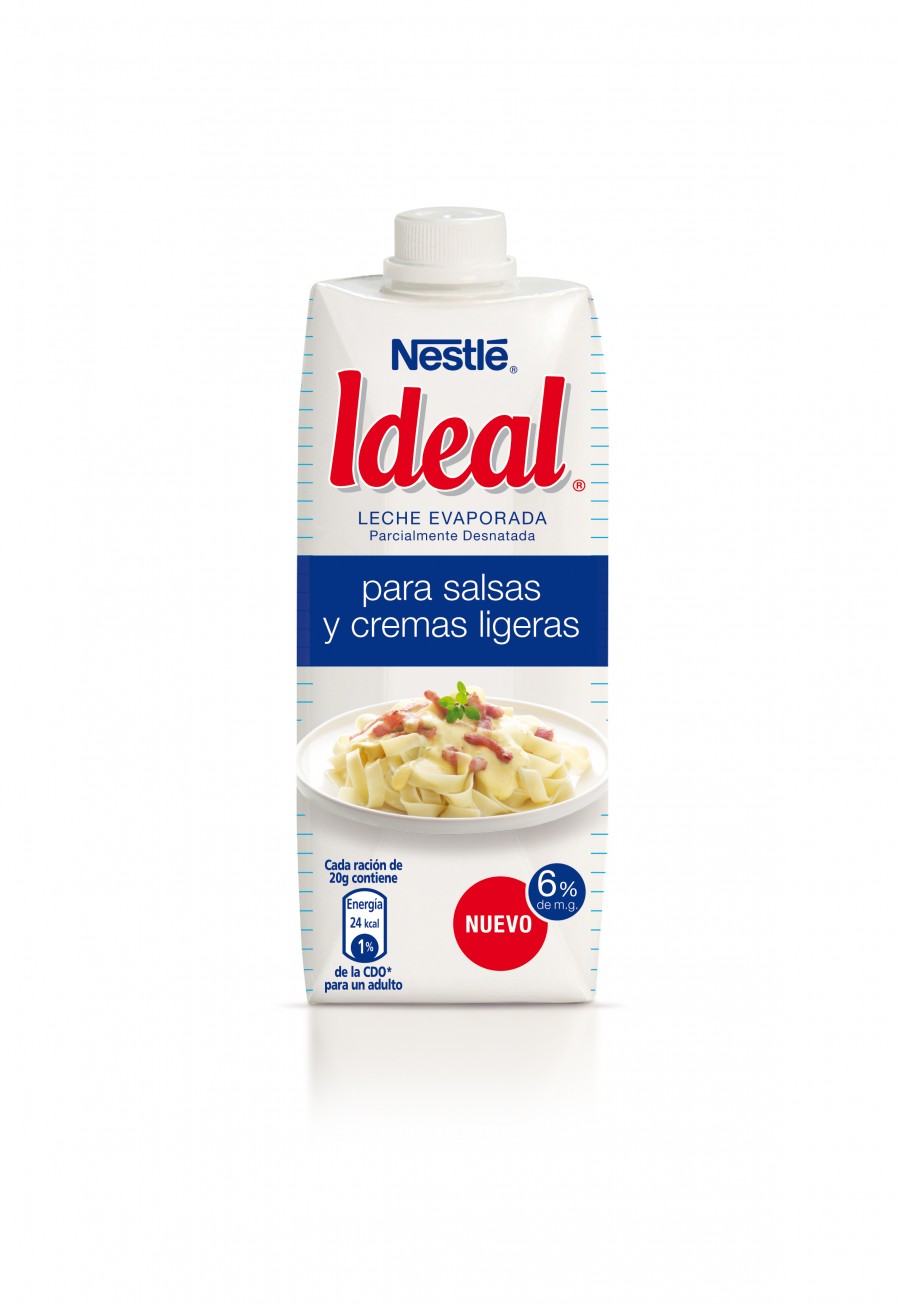 Nestlé®
Ideal®
LECHE EVAPORADA
Parcialmente Desnatada
para salsas
y cremas ligeras
Cada ración de
20g contiene
Energía
24 kcal
1%
de la CDO*
para un adulto
NUEVO
6%
de m.g.